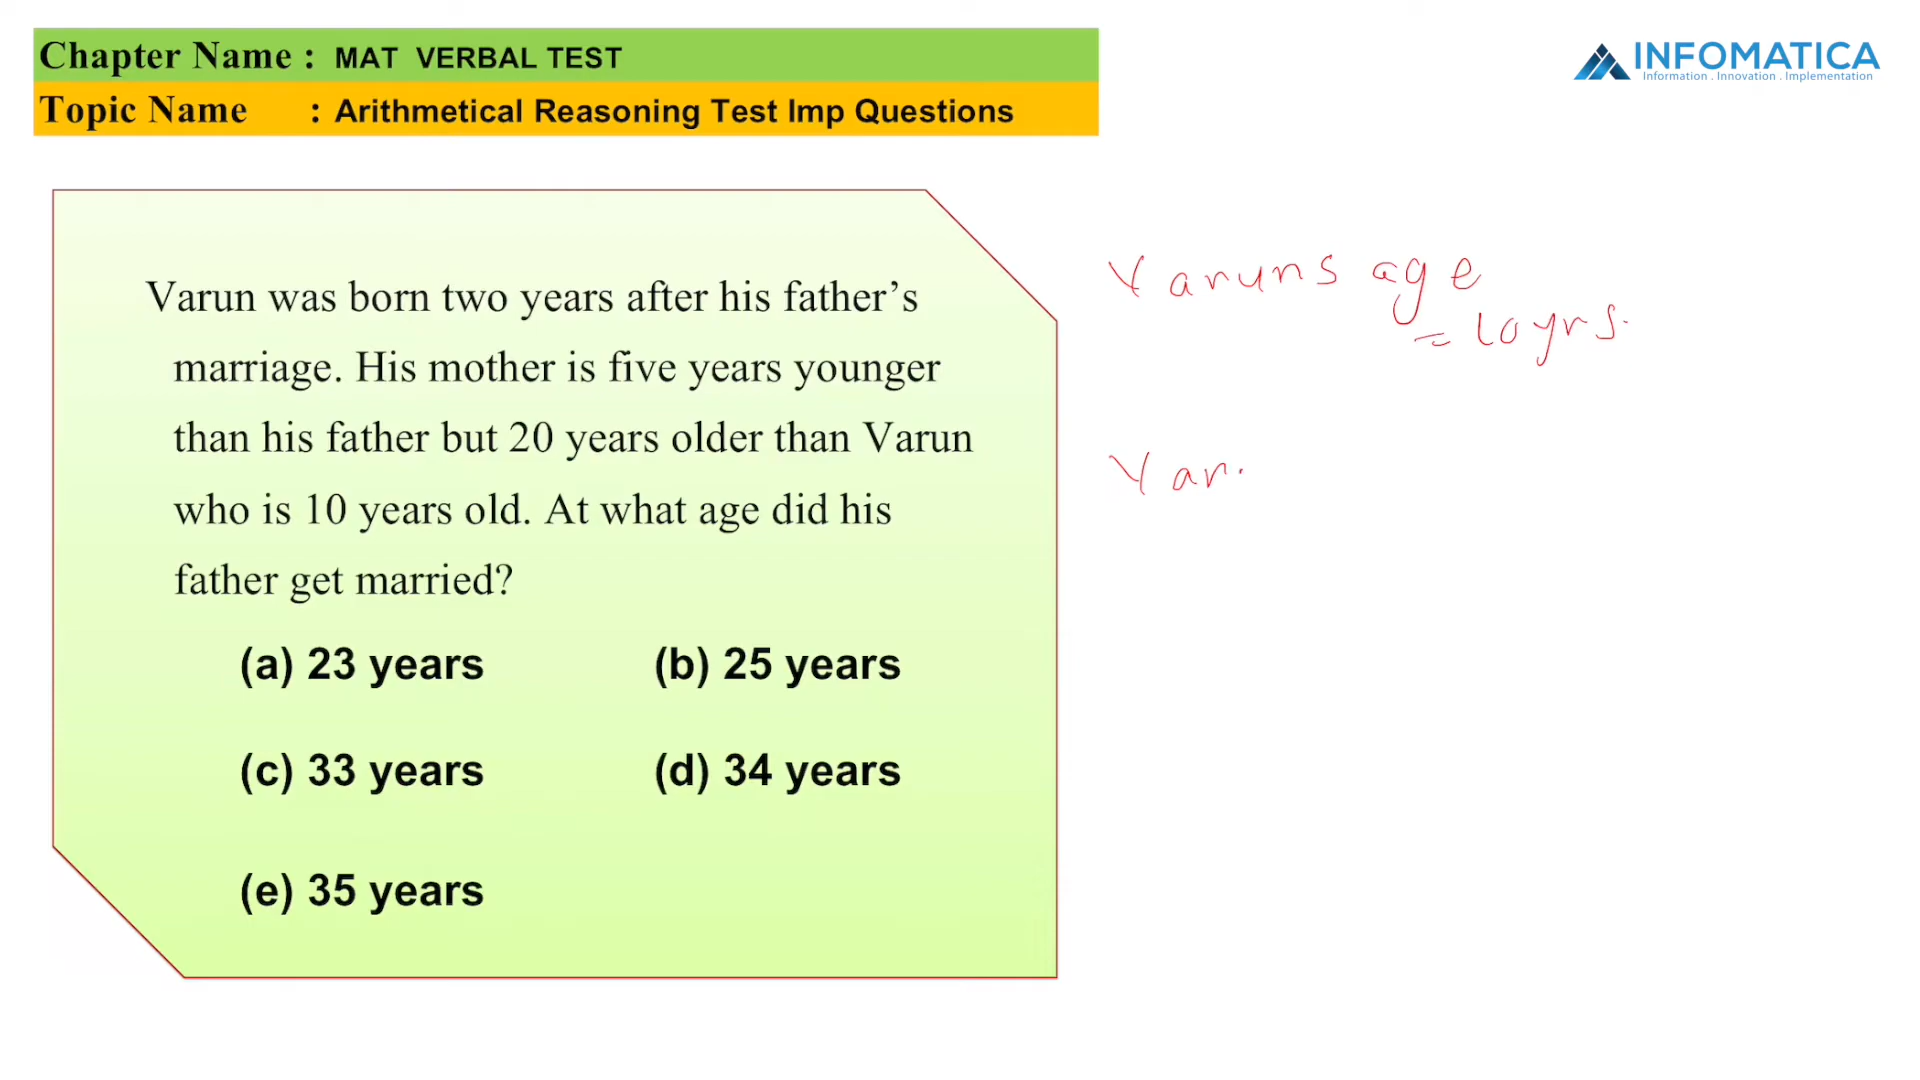 Chapter Name : MAT VERBAL TEST
Topic Name : Arithmetical Reasoning Test Imp Questions
INFOMATICA
Information . Innovation . Implementation
Varun was born two years after his father’s
marriage. His mother is five years younger
than his father but 20 years older than Varun
who is 10 years old. At what age did his
father get married?
(a) 23 years (b) 25 years
(c) 33 years (d) 34 years
(e) 35 years
Varuns age
= 10 yrs.
Var